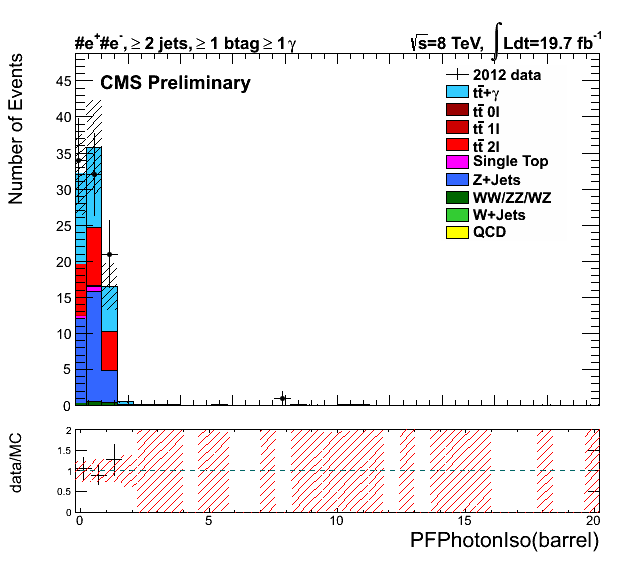 #e⁺#e⁻, ≥ 2 jets, ≥ 1 btag ≥ 1 γ √s=8 TeV, ∫ Ldt=19.7 fb⁻¹
CMS Preliminary
Number of Events
45
40
35
30
25
20
15
10
5
0
2012 data
tt̄+γ
tt̄ 0l
tt̄ 1l
tt̄ 2l
Single Top
Z+Jets
WW/ZZ/WZ
W+Jets
QCD
data/MC
2
1.5
1
0.5
0
0 5 10 15 20
PFPhotonIso(barrel)